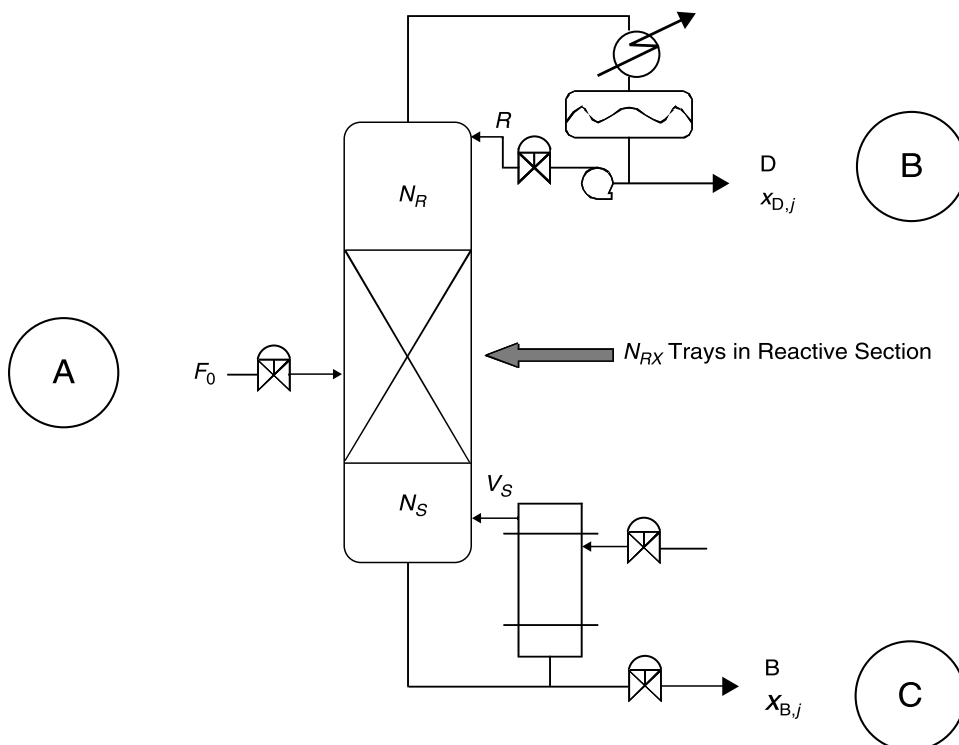 R
D
x_D,j
B
N_R
A
F_0
N_RX Trays in Reactive Section
V_S
N_S
B
x_B,j
C